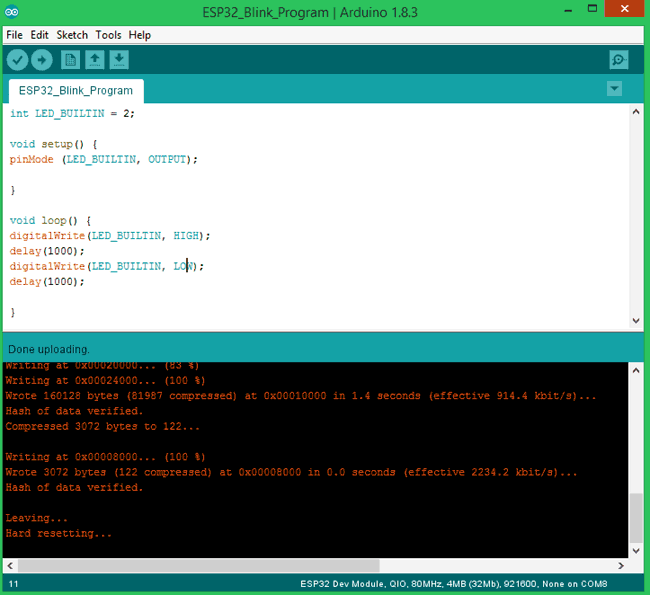 ESP32_Blink_Program | Arduino 1.8.3
File Edit Sketch Tools Help
ESP32_Blink_Program
int LED_BUILTIN = 2;
void setup() {
pinMode (LED_BUILTIN, OUTPUT);
}
void loop() {
digitalWrite(LED_BUILTIN, HIGH);
delay(1000);
digitalWrite(LED_BUILTIN, LOW);
delay(1000);
}
Done uploading.
Writing at 0x00020000... (83 %)
Writing at 0x00024000... (100 %)
Wrote 160128 bytes (81987 compressed) at 0x00010000 in 1.4 seconds (effective 914.4 kbit/s)...
Hash of data verified.
Compressed 3072 bytes to 122...
Writing at 0x00008000... (100 %)
Wrote 3072 bytes (122 compressed) at 0x00008000 in 0.0 seconds (effective 2234.2 kbit/s)...
Hash of data verified.
Leaving...
Hard resetting...
11 ESP32 Dev Module, QIO, 80MHz, 4MB (32Mb), 921600, None on COM8